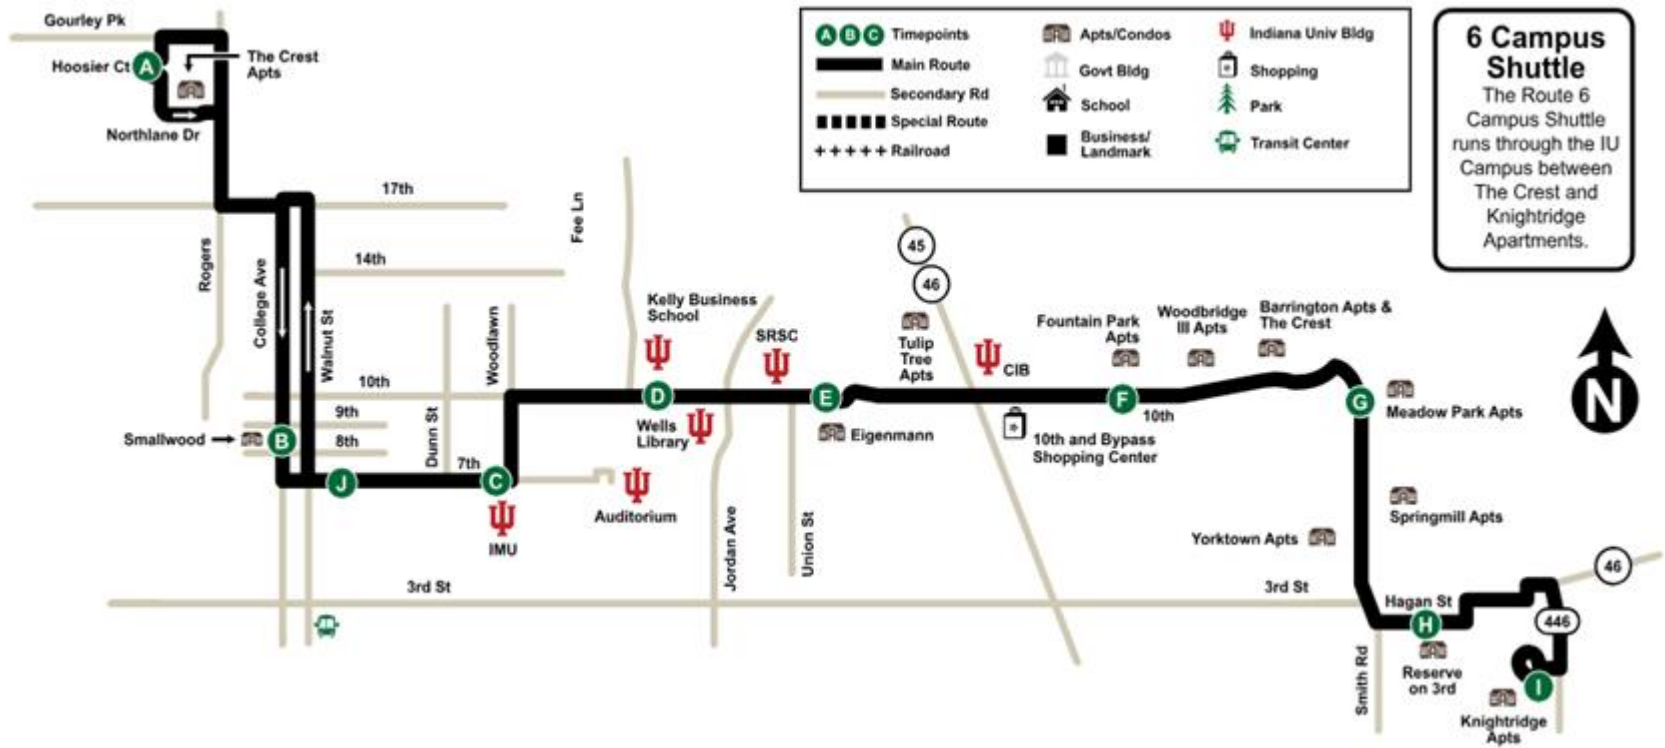 Gourley Pk
Hoosier Ct
A
The Crest
Apts
Northlane Dr
17th
14th
Rogers
College Ave
Walnut St
10th
9th
8th
Smallwood
B
J
7th
Dunn St
Woodlawn
C
IMU
Auditorium
3rd St
Fee Ln
Kelly Business
School
D
Wells
Library
SRSC
Jordan Ave
Union St
E
Eigenmann
45
46
Tulip
Tree
Apts
CIB
10th and Bypass
Shopping Center
Fountain Park
Apts
F
10th
Woodbridge
III Apts
Barrington Apts &
The Crest
G
Meadow Park Apts
Springmill Apts
Yorktown Apts
3rd St
Hagan St
H
Reserve
on 3rd
Smith Rd
46
446
I
Knightridge
Apts
A B C Timepoints
Main Route
Secondary Rd
Special Route
Railroad
Apts/Condos
Govt Bldg
School
Business/
Landmark
Indiana Univ Bldg
Shopping
Park
Transit Center
6 Campus
Shuttle
The Route 6
Campus Shuttle
runs through the IU
Campus between
The Crest and
Knightridge
Apartments.
N